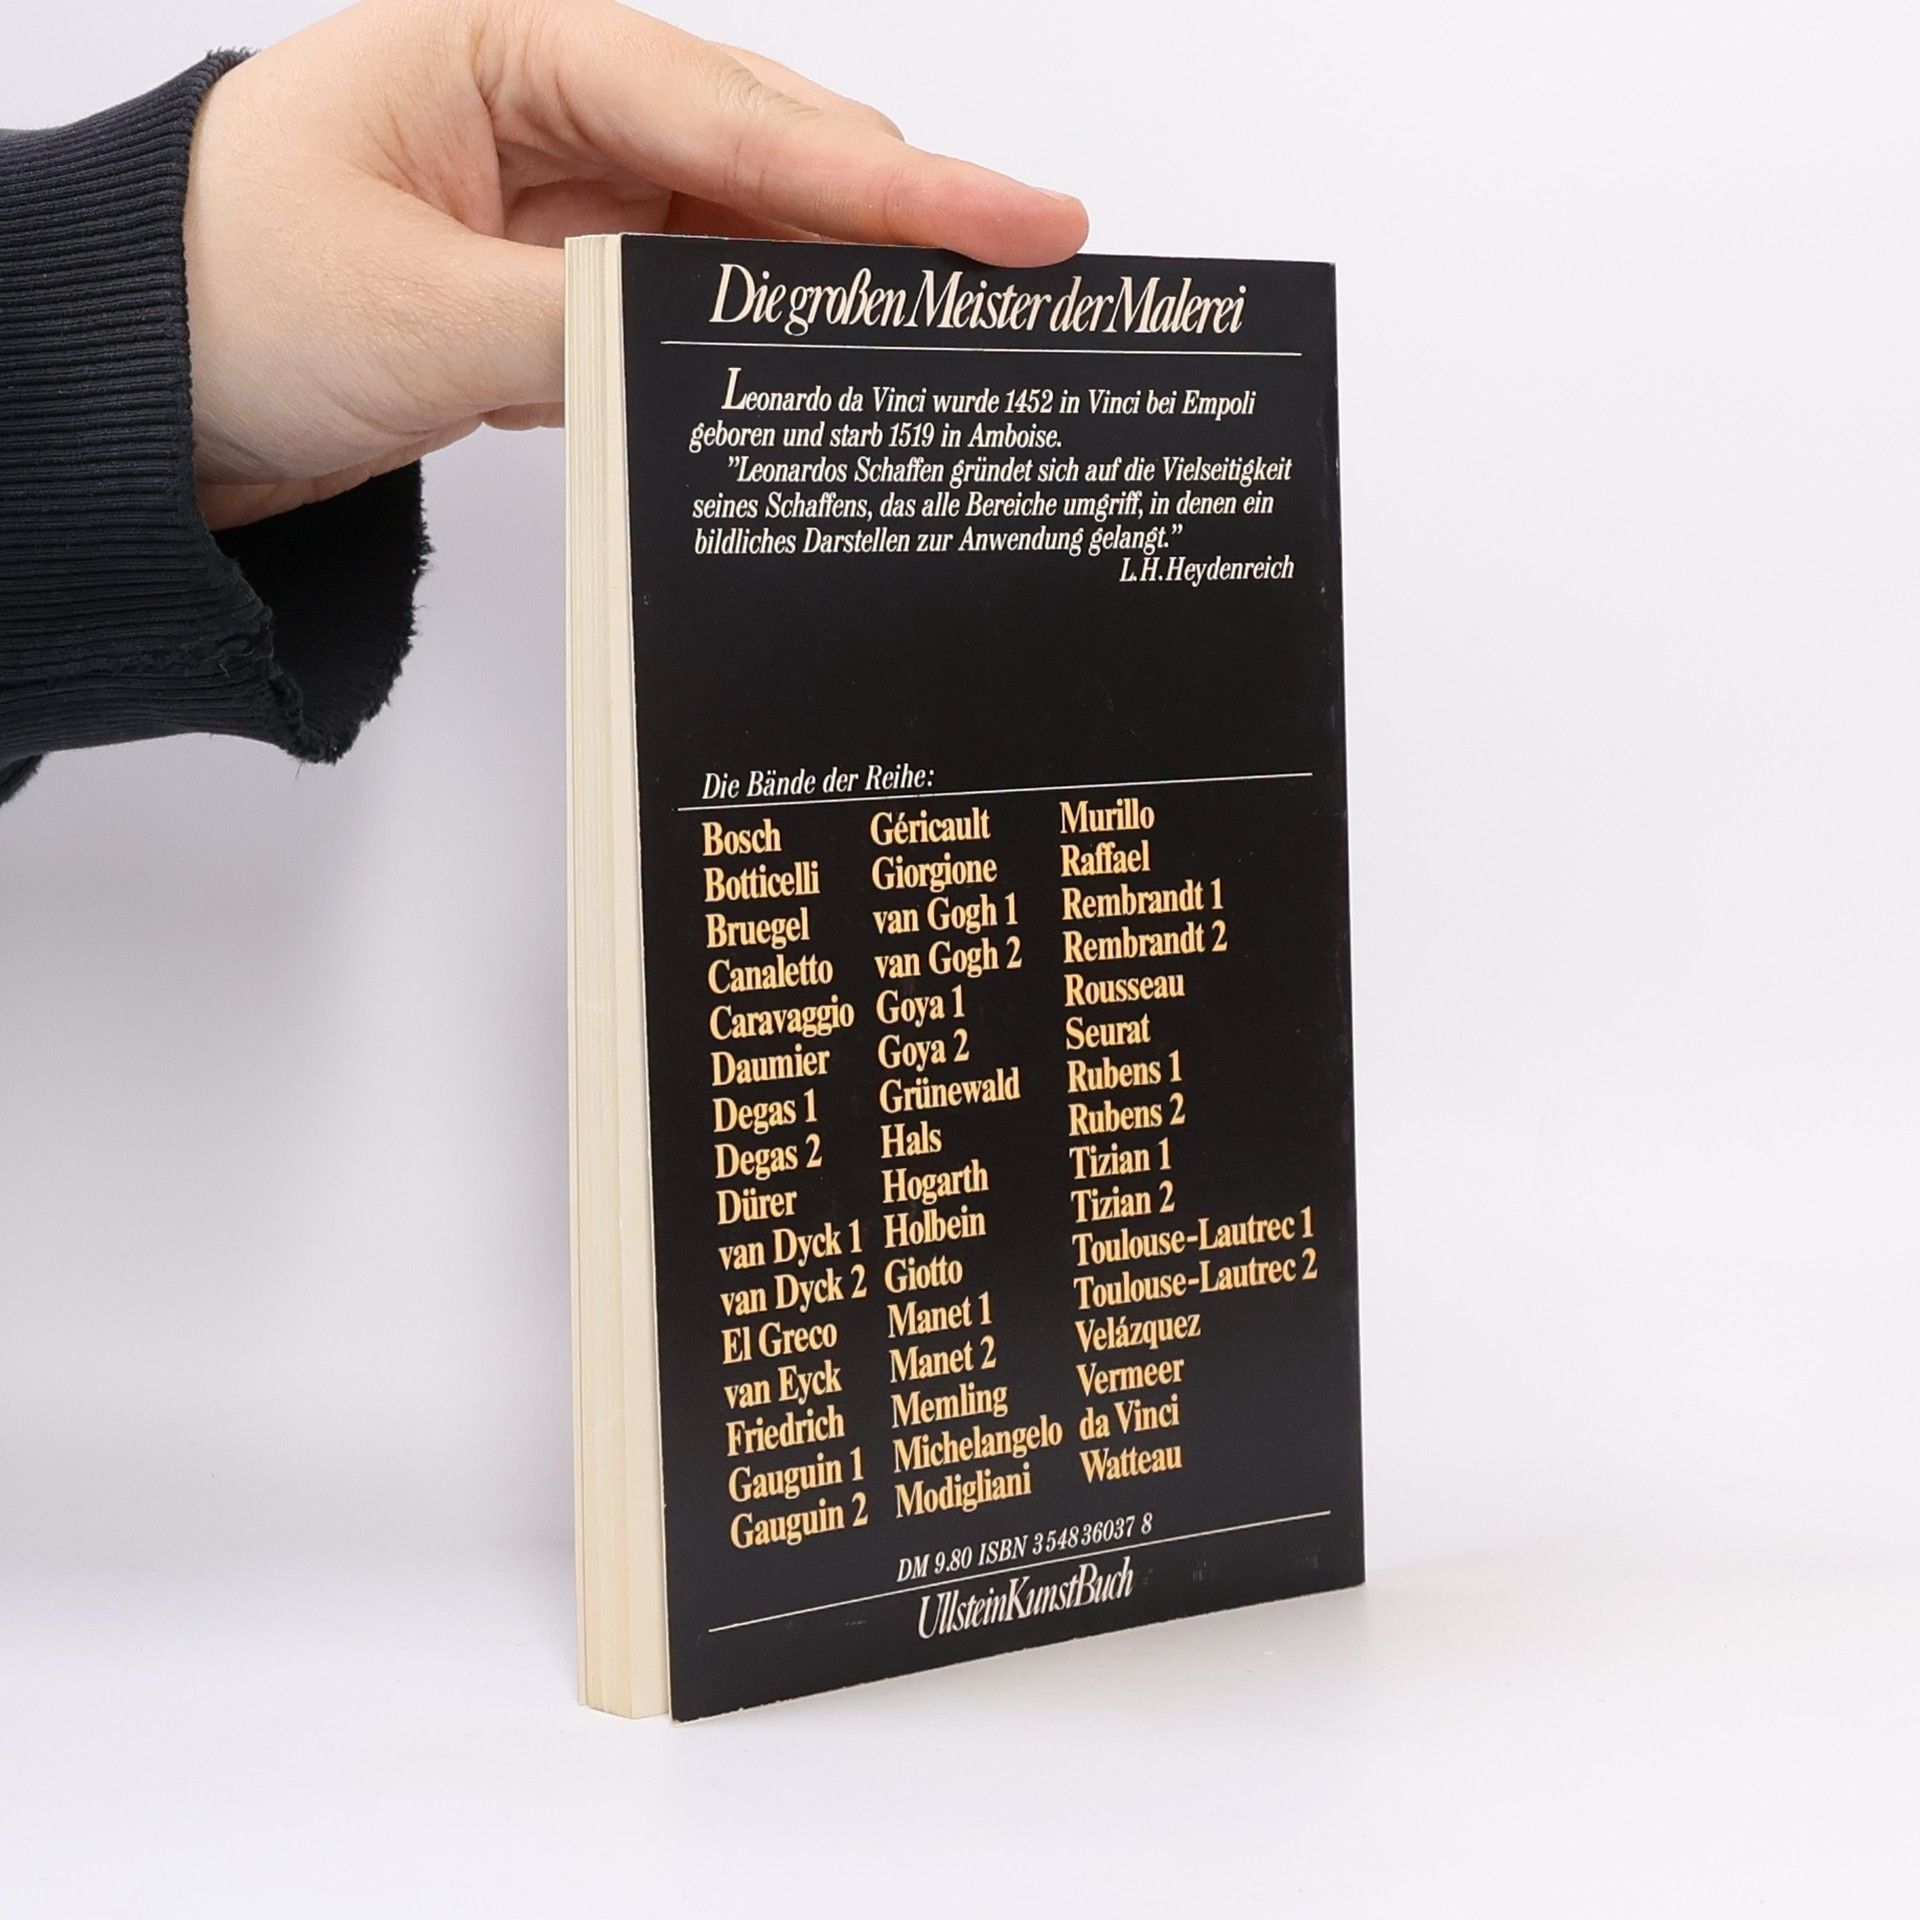 Die großen Meister der Malerei
Leonardo da Vinci wurde 1452 in Vinci bei Empoli
geboren und starb 1519 in Amboise.
"Leonardos Schaffen gründet sich auf die Vielseitigkeit
seines Schaffens, das alle Bereiche umgriff, in denen ein
bildliches Darstellen zur Anwendung gelangt."
L.H.Heydenreich
Die Bände der Reihe:
Bosch
Botticelli
Bruegel
Canaletto
Caravaggio
Daumier
Degas 1
Degas 2
Dürer
van Dyck 1
van Dyck 2
El Greco
van Eyck
Friedrich
Gauguin 1
Gauguin 2
Géricault
Giorgione
van Gogh 1
van Gogh 2
Goya 1
Goya 2
Grünewald
Hals
Hogarth
Holbein
Giotto
Manet 1
Manet 2
Memling
Michelangelo
Modigliani
Murillo
Raffael
Rembrandt 1
Rembrandt 2
Rousseau
Seurat
Rubens 1
Rubens 2
Tizian 1
Tizian 2
Toulouse-Lautrec 1
Toulouse-Lautrec 2
Velázquez
Vermeer
da Vinci
Watteau
DM 9.80 ISBN 3 548 36037 8
UllsteinKunstBuch